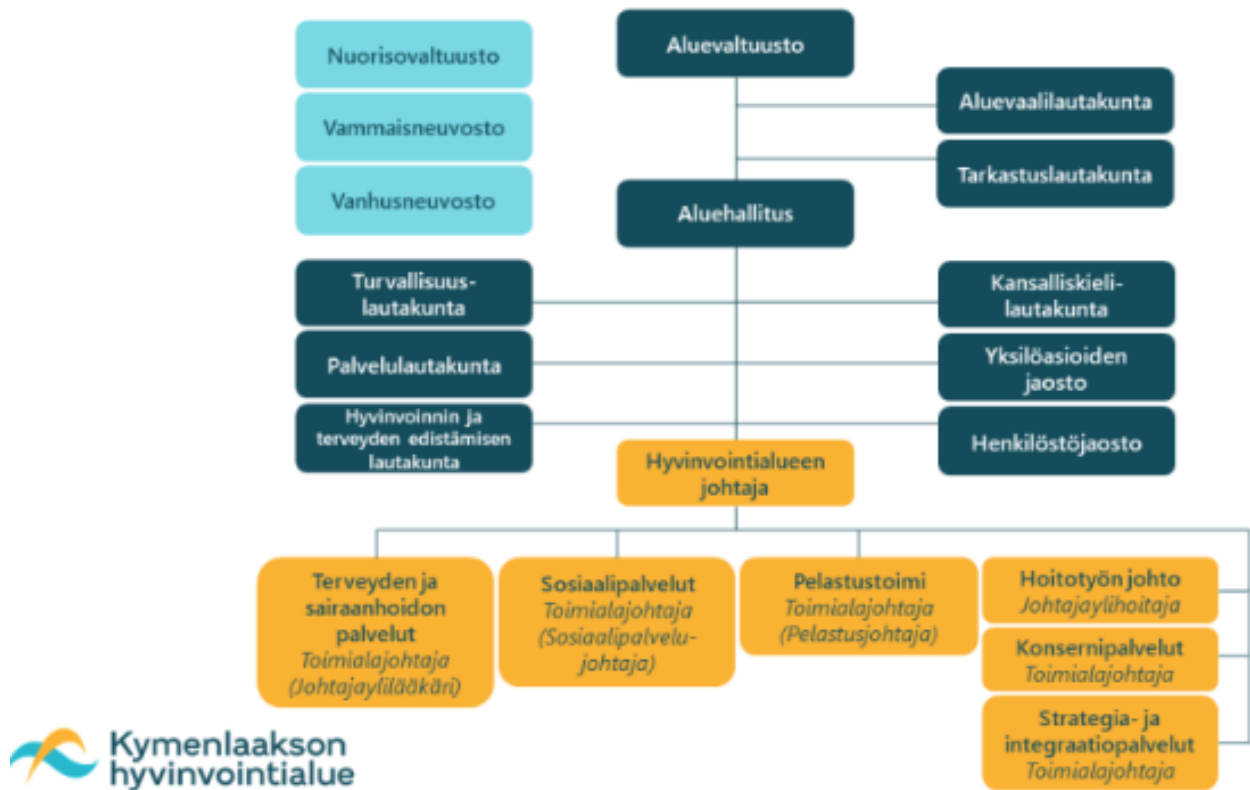 Nuorisovaltuusto
Vammaisneuvosto
Vanhusneuvosto
Aluevaltuusto
Aluevaalilautakunta
Tarkastuslautakunta
Aluehallitus
Turvallisuus-
lautakunta
Palvelulautakunta
Hyvinvoinnin ja
terveyden edistämisen
lautakunta
Kansalliskieli-
lautakunta
Yksilöasioiden
jaosto
Henkilöstöjaosto
Hyvinvointialueen
johtaja
Terveyden ja
sairaanhoidon
palvelut
Toimialajohtaja
(Johtajaylilääkäri)
Sosiaalipalvelut
Toimialajohtaja
(Sosiaalipalvelu-
johtaja)
Pelastustoimi
Toimialajohtaja
(Pelastusjohtaja)
Hoitotyön johto
Johtajaylihoitaja
Konsernipalvelut
Toimialajohtaja
Strategia- ja
integraatiopalvelut
Toimialajohtaja
Kymenlaakson
hyvinvointialue